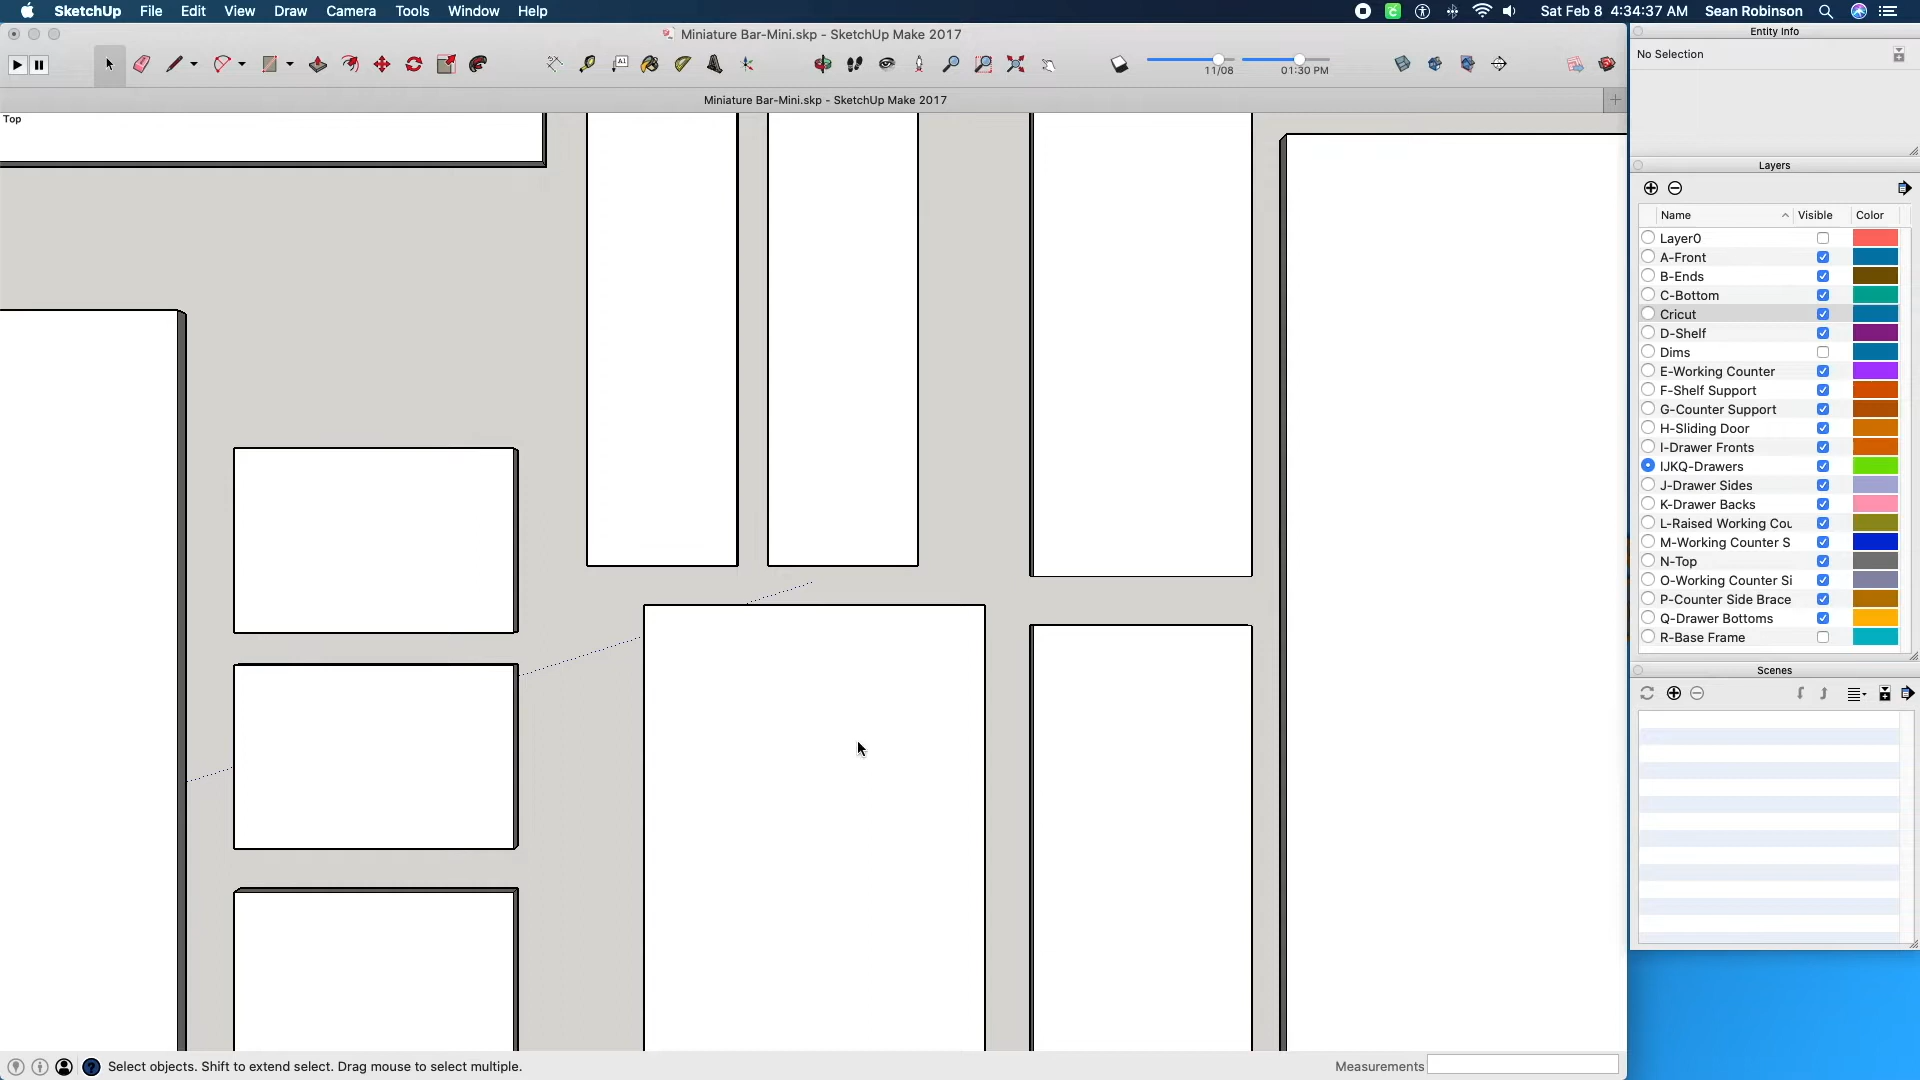 SketchUp File Edit View Draw Camera Tools Window Help Sat Feb 8 4:34:37 AM Sean Robinson
Miniature Bar-Mini.skp - SketchUp Make 2017
A1
11/08 01:30 PM
Miniature Bar-Mini.skp - SketchUp Make 2017
Top
Entity Info
No Selection
Layers
Name Visible Color
Layer0
A-Front
B-Ends
C-Bottom
Cricut
D-Shelf
Dims
E-Working Counter
F-Shelf Support
G-Counter Support
H-Sliding Door
I-Drawer Fronts
IJKQ-Drawers
J-Drawer Sides
K-Drawer Backs
L-Raised Working Cou
M-Working Counter S
N-Top
O-Working Counter Si
P-Counter Side Brace
Q-Drawer Bottoms
R-Base Frame
Scenes
Select objects. Shift to extend select. Drag mouse to select multiple.
Measurements